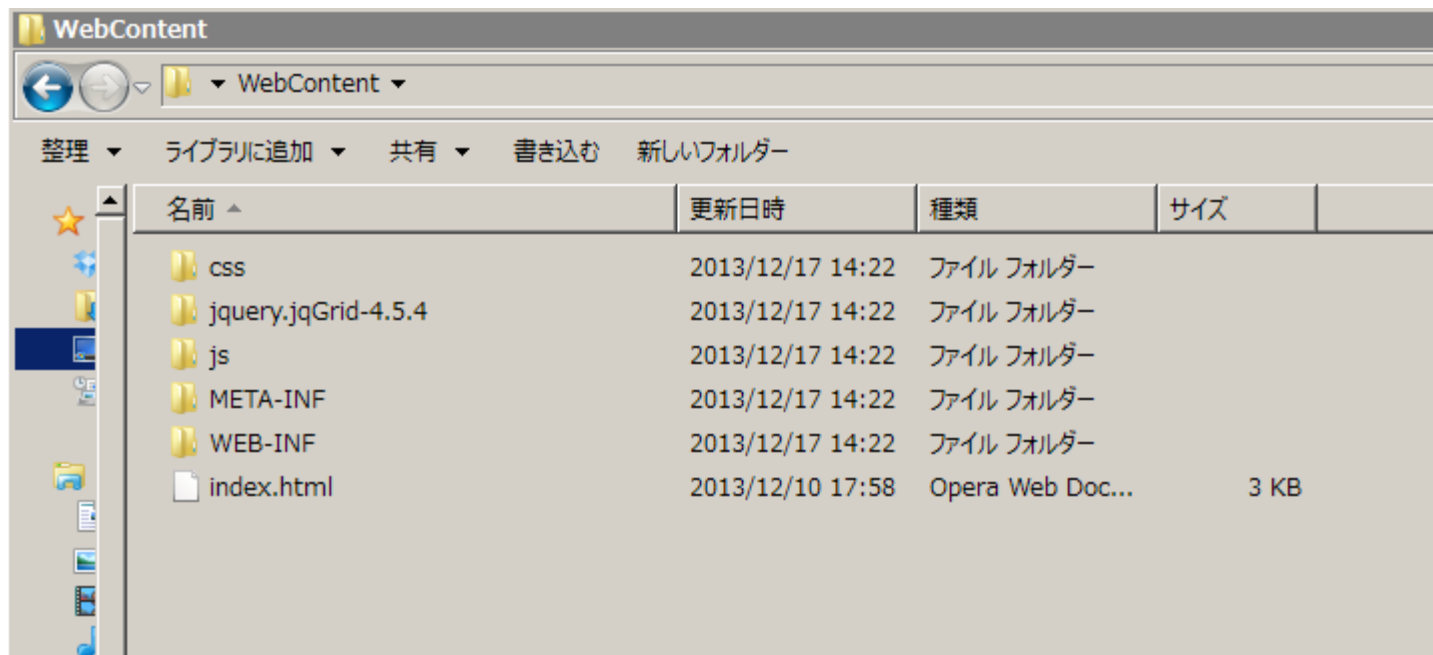 WebContent
WebContent
整理 ライブラリに追加 共有 書き込む 新しいフォルダー
名前 更新日時 種類 サイズ
css 2013/12/17 14:22 ファイル フォルダー
jquery.jqGrid-4.5.4 2013/12/17 14:22 ファイル フォルダー
js 2013/12/17 14:22 ファイル フォルダー
META-INF 2013/12/17 14:22 ファイル フォルダー
WEB-INF 2013/12/17 14:22 ファイル フォルダー
index.html 2013/12/10 17:58 Opera Web Doc... 3 KB